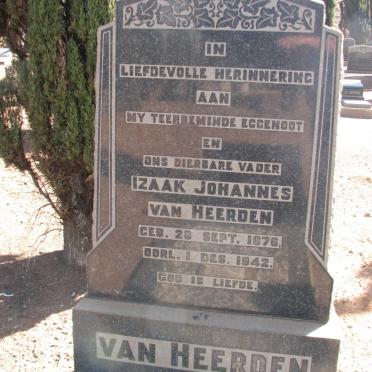 IN
LIEFDEVOLLE HERINNERING
AAN
MY TEERBEMINDE EGGENOOT
EN
ONS DIERBARE VADER
IZAAK JOHANNES
VAN HEERDEN
GEB. 26 SEPT. 1876.
OORL. 1 DES. 1942.
GOD IS LIEFDE.
VAN HEERDEN